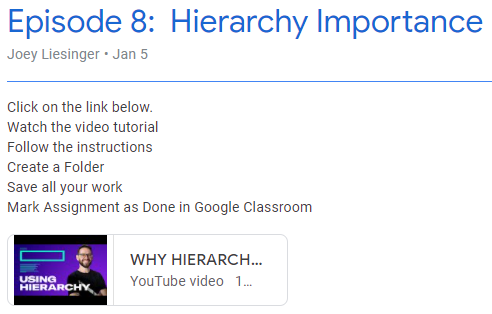 Episode 8:  Hierarchy Importance
Joey Liesinger • Jan 5
Click on the link below.
Watch the video tutorial
Follow the instructions
Create a Folder
Save all your work
Mark Assignment as Done in Google Classroom
USING
HIERARCHY
WHY HIERARCH...
YouTube video 1...